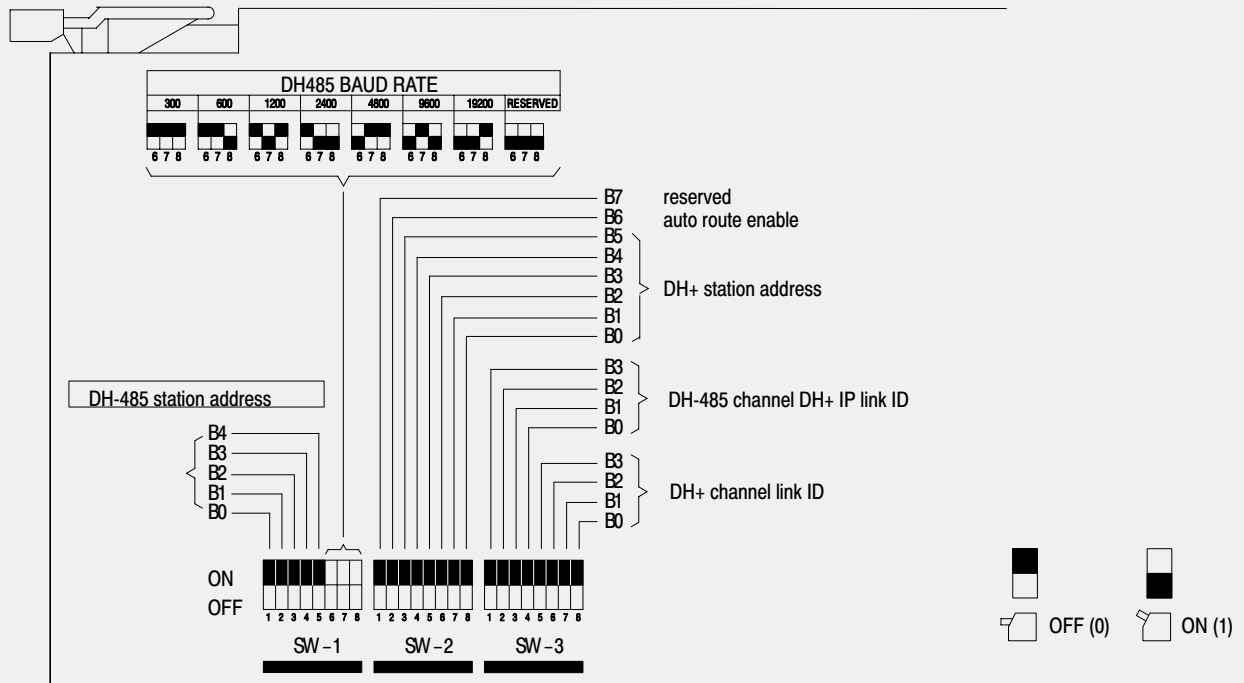 DH485 BAUD RATE
300 600 1200 2400 4800 9600 19200 RESERVED
6 7 8 6 7 8 6 7 8 6 7 8 6 7 8 6 7 8 6 7 8 6 7 8
B7 reserved
B6 auto route enable
B5
B4
B3
B2
B1
B0
DH+ station address
B3
B2
B1
B0
DH-485 channel DH+ IP link ID
B3
B2
B1
B0
DH+ channel link ID
DH-485 station address
B4
B3
B2
B1
B0
ON
OFF
1 2 3 4 5 6 7 8 1 2 3 4 5 6 7 8 1 2 3 4 5 6 7 8
SW-1 SW-2 SW-3
OFF (0) ON (1)